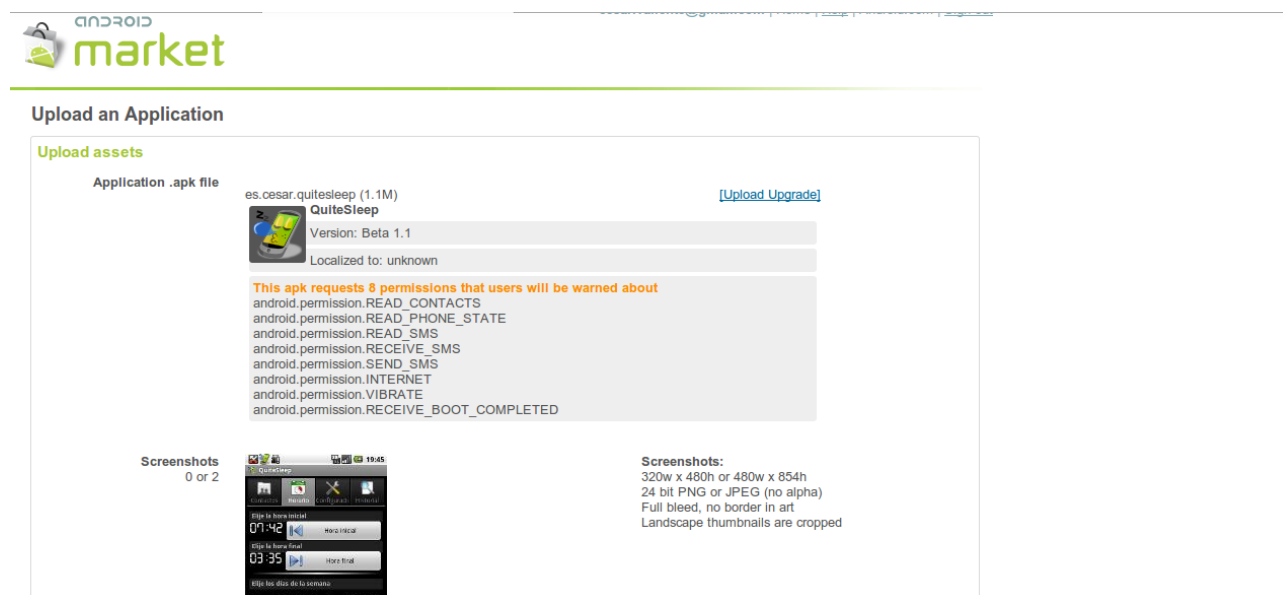 ANDROID
market
Upload an Application
Upload assets
Application .apk file
es.cesar.quitesleep (1.1M)
[Upload Upgrade]
QuiteSleep
Version: Beta 1.1
Localized to: unknown
This apk requests 8 permissions that users will be warned about
android.permission.READ_CONTACTS
android.permission.READ_PHONE_STATE
android.permission.READ_SMS
android.permission.RECEIVE_SMS
android.permission.SEND_SMS
android.permission.INTERNET
android.permission.VIBRATE
android.permission.RECEIVE_BOOT_COMPLETED
Screenshots
0 or 2
19:45
QuiteSleep
Contactos Horario
Elije la hora inicial
07:42 Hora inicial
Elije la hora final
03:35 Hora final
Elije los días de la semana
Screenshots:
320w x 480h or 480w x 854h
24 bit PNG or JPEG (no alpha)
Full bleed, no border in art
Landscape thumbnails are cropped